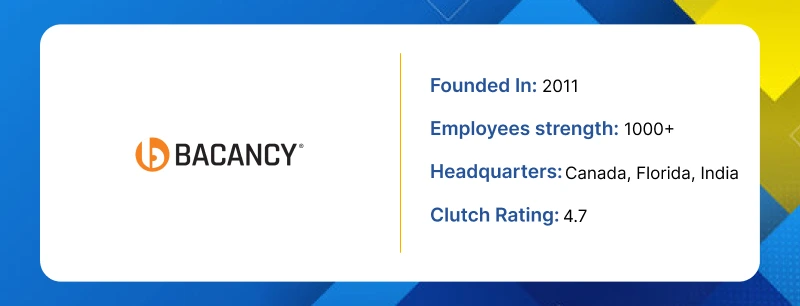 BACANCY®
Founded In: 2011
Employees strength: 1000+
Headquarters: Canada, Florida, India
Clutch Rating: 4.7